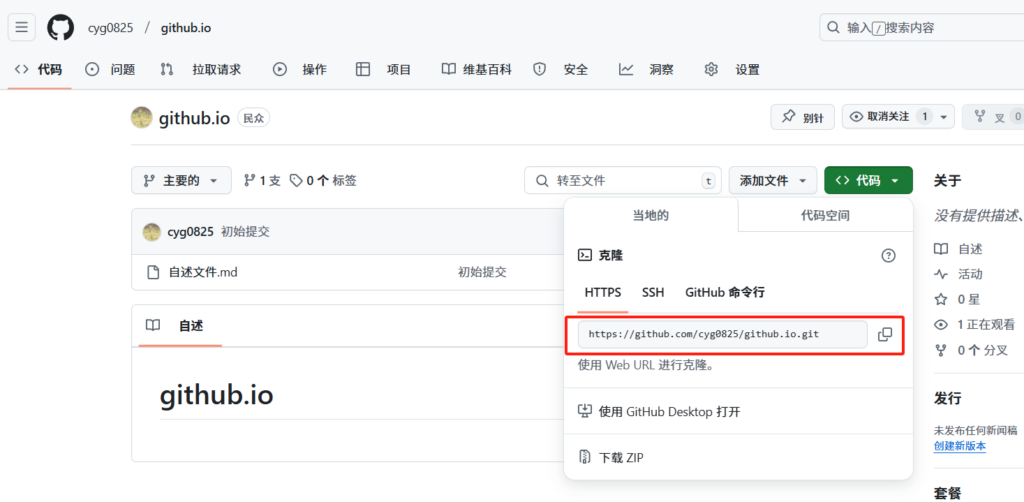 cyg0825 / github.io 输入 / 搜索内容
代码 问题 拉取请求 操作 项目 维基百科 安全 洞察 设置
github.io 民众 别针 取消关注 1 叉 0
主要的 1 支 0 个 标签 转至文件 t 添加文件 代码 关于
当地的 代码空间
没有提供描述、
cyg0825 初始提交
克隆
自述
自述文件.md 初始提交
活动
HTTPS SSH GitHub 命令行
0 星
自述
1 正在观看
https://github.com/cyg0825/github.io.git
0 个 分叉
使用 Web URL 进行克隆。
github.io
发行
使用 GitHub Desktop 打开
未发布任何新闻稿
创建新版本
下载 ZIP
套餐